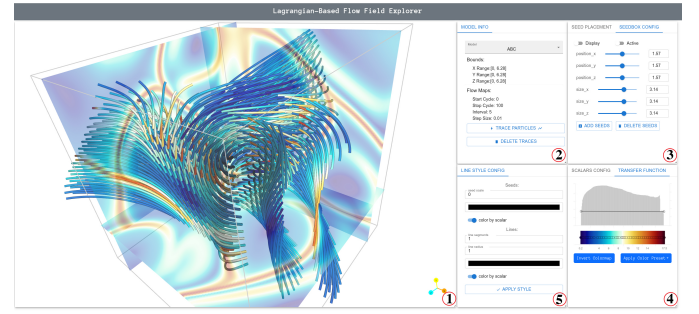 Lagrangian-Based Flow Field Explorer
MODEL INFO
Model
ABC
Bounds:
X Range:[0, 6.28]
Y Range:[0, 6.28]
Z Range:[0, 6.28]
Flow Maps:
Start Cycle: 0
Stop Cycle: 100
Interval: 5
Step Size: 0.01
TRACE PARTICLES
DELETE TRACES
2
SEED PLACEMENT SEEDBOX CONFIG
Display Active
position_x 1.57
position_y 1.57
position_z 1.57
size_x 3.14
size_y 3.14
size_z 3.14
ADD SEEDS DELETE SEEDS
3
LINE STYLE CONFIG
Seeds:
0
color by scalar
Lines:
line segments
1
line radius
1
color by scalar
APPLY STYLE
5
SCALARS CONFIG TRANSFER FUNCTION
Invert Colormap Apply Color Preset
4
1